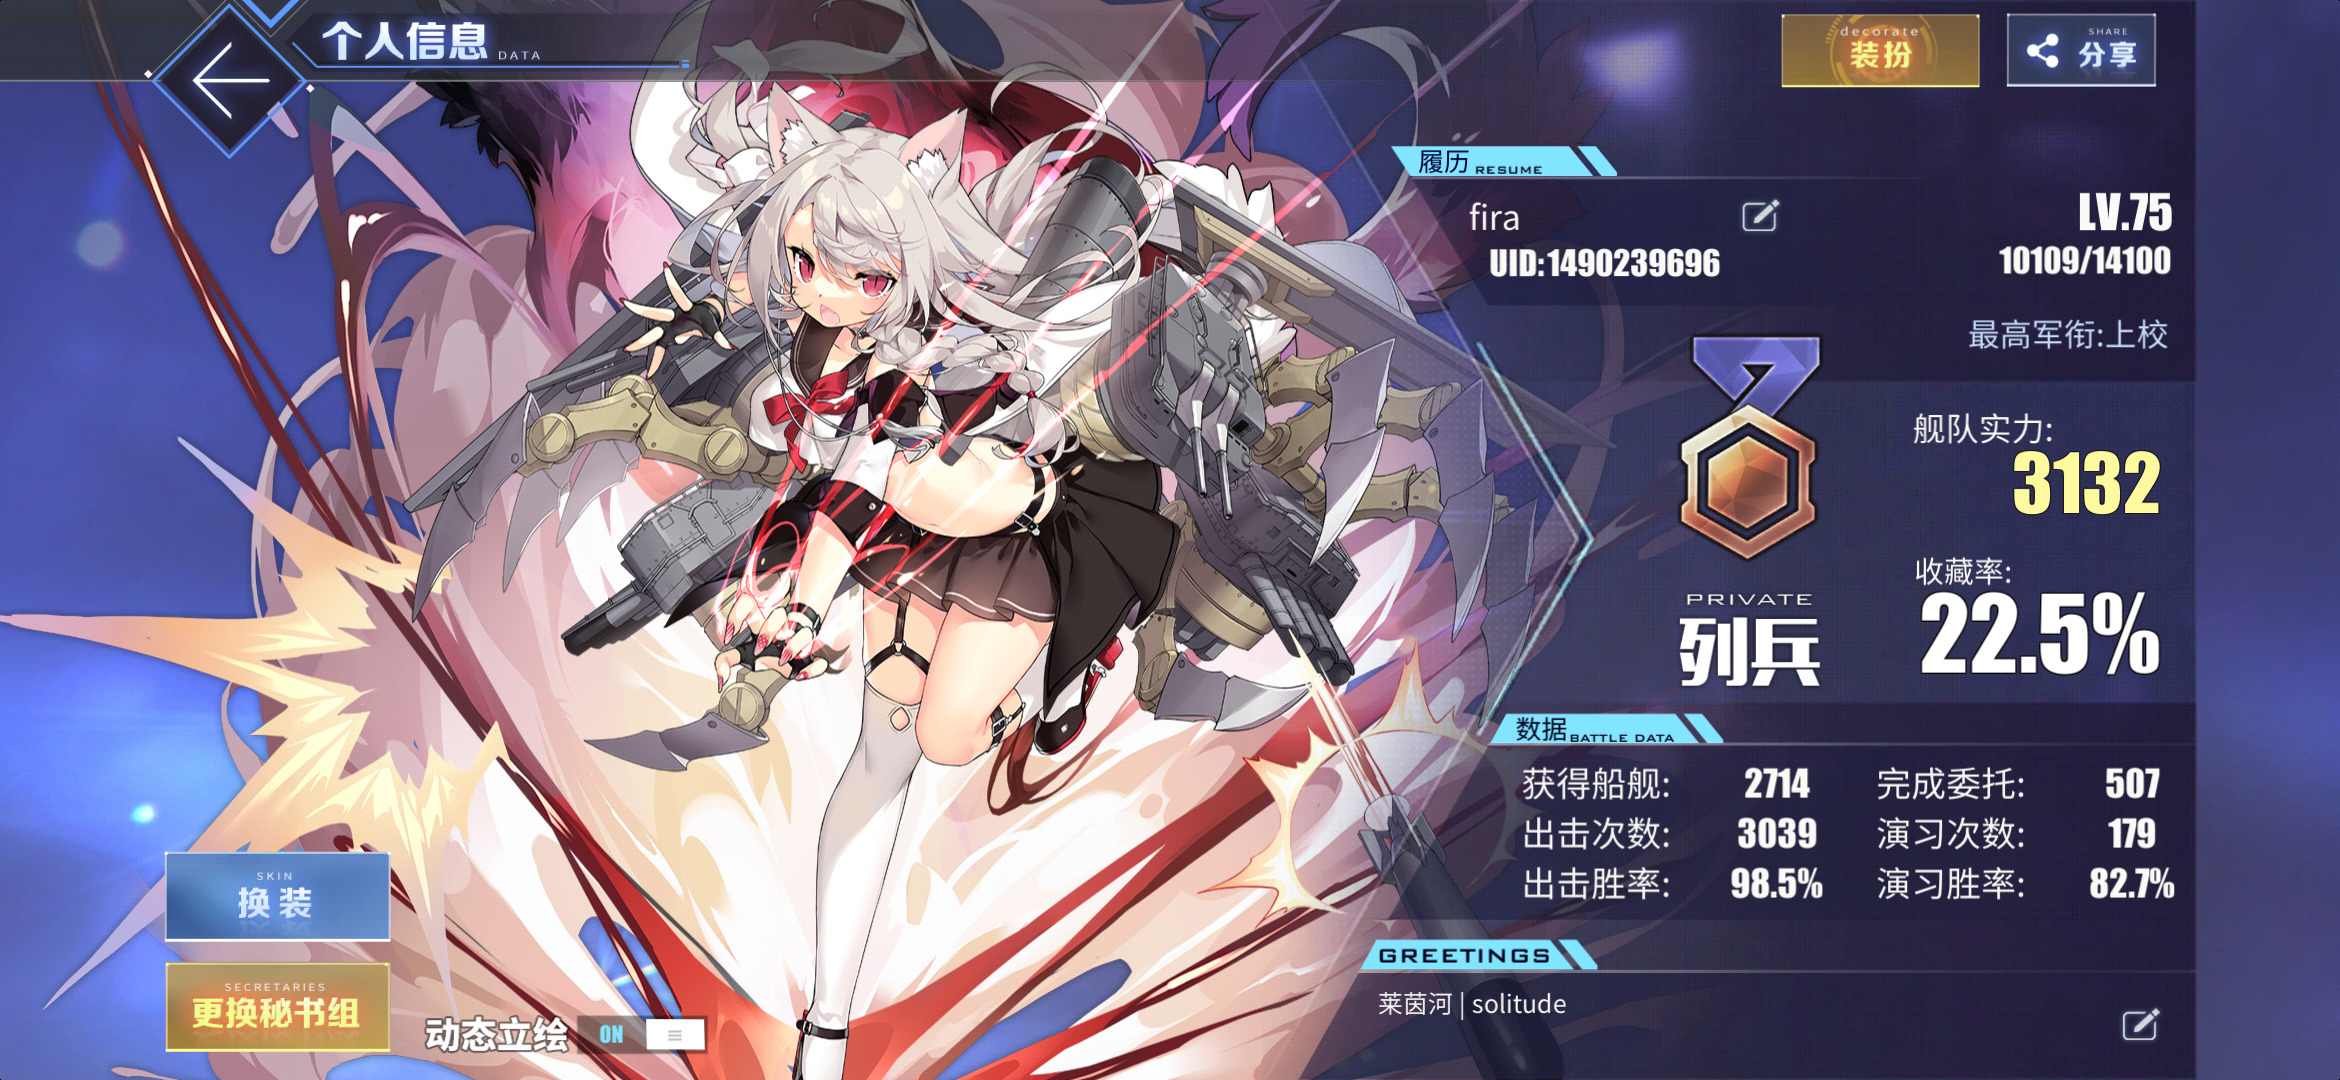 个人信息 DATA
decorate
装扮
SHARE
分享
履历 RESUME
fira
LV.75
UID:1490239696
10109/14100
最高军衔:上校
舰队实力:
3132
收藏率:
22.5%
PRIVATE
列兵
数据 BATTLE DATA
获得船舰: 2714 完成委托: 507
出击次数: 3039 演习次数: 179
出击胜率: 98.5% 演习胜率: 82.7%
GREETINGS
莱茵河 | solitude
SKIN
换装
SECRETARIES
更换秘书组
动态立绘 ON